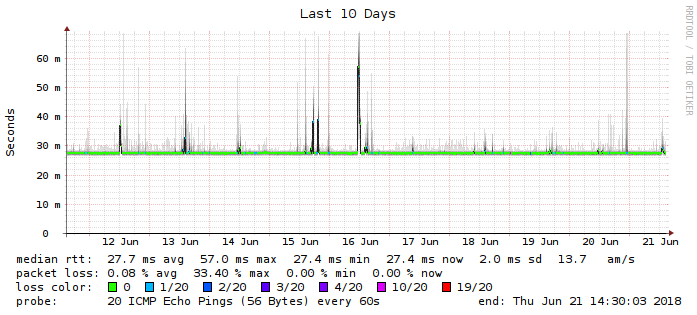 Last 10 Days
RRDTOOL / TOBI OETIKER
Seconds
60 m
50 m
40 m
30 m
20 m
10 m
0
12 Jun 13 Jun 14 Jun 15 Jun 16 Jun 17 Jun 18 Jun 19 Jun 20 Jun 21 Jun
median rtt: 27.7 ms avg 57.0 ms max 27.4 ms min 27.4 ms now 2.0 ms sd 13.7 am/s
packet loss: 0.08 % avg 33.40 % max 0.00 % min 0.00 % now
loss color: 0 1/20 2/20 3/20 4/20 10/20 19/20
probe: 20 ICMP Echo Pings (56 Bytes) every 60s end: Thu Jun 21 14:30:03 2018